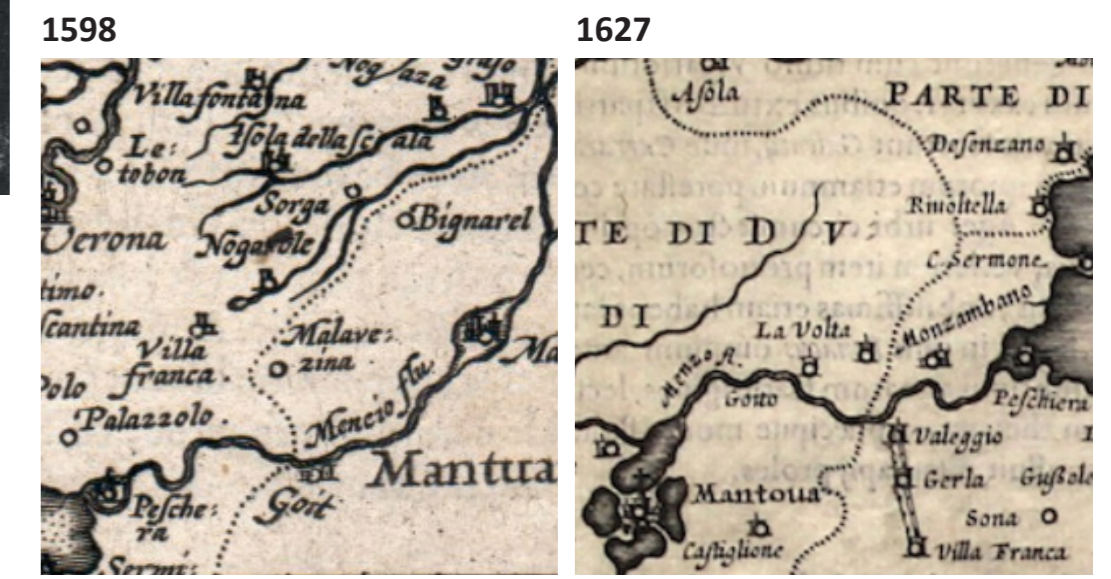 1598
1627
Villafontana
Isola della scala
Le:
tobon
Sorga
Bignarel
Verona
Nogarole
timo.
scantina
Villa
franca.
Malave:
zina
Polo
Palazzolo.
Mencio flu.
Mantua
Pesche:
ra
Goit
Sermi:
Asola
PARTE DI
Desenzano
Rivoltella
TE DI D V
C. Sermone
DI
La Volta
Monzambano
Menzo fl.
Goito
Peschiera
Valeggio
Mantoua
Gerla
Castiglione
Sona
Villa Franca